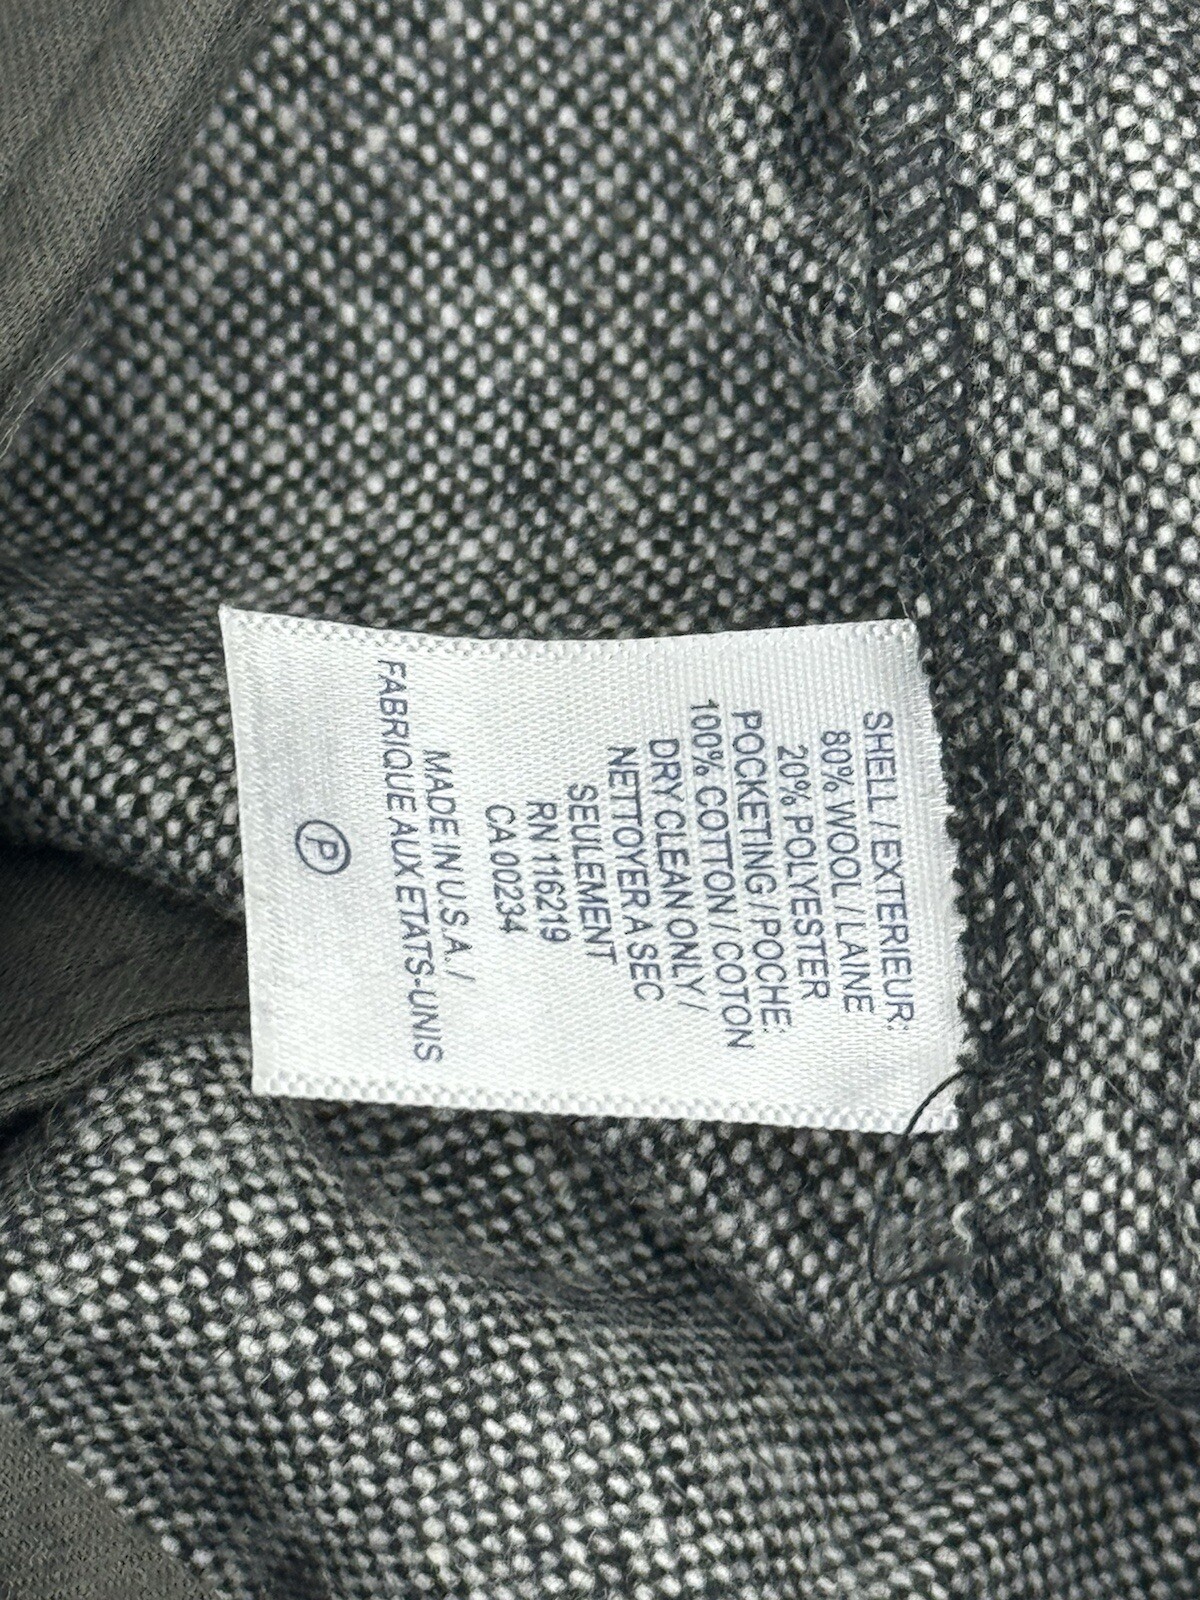 SHELL / EXTERIEUR:
80% WOOL / LAINE
20% POLYESTER
POCKETING / POCHE:
100% COTTON / COTON
DRY CLEAN ONLY /
NETTOYER A SEC
SEULEMENT
RN 116219
CA 00234
MADE IN U.S.A. /
FABRIQUE AUX ETATS-UNIS
P